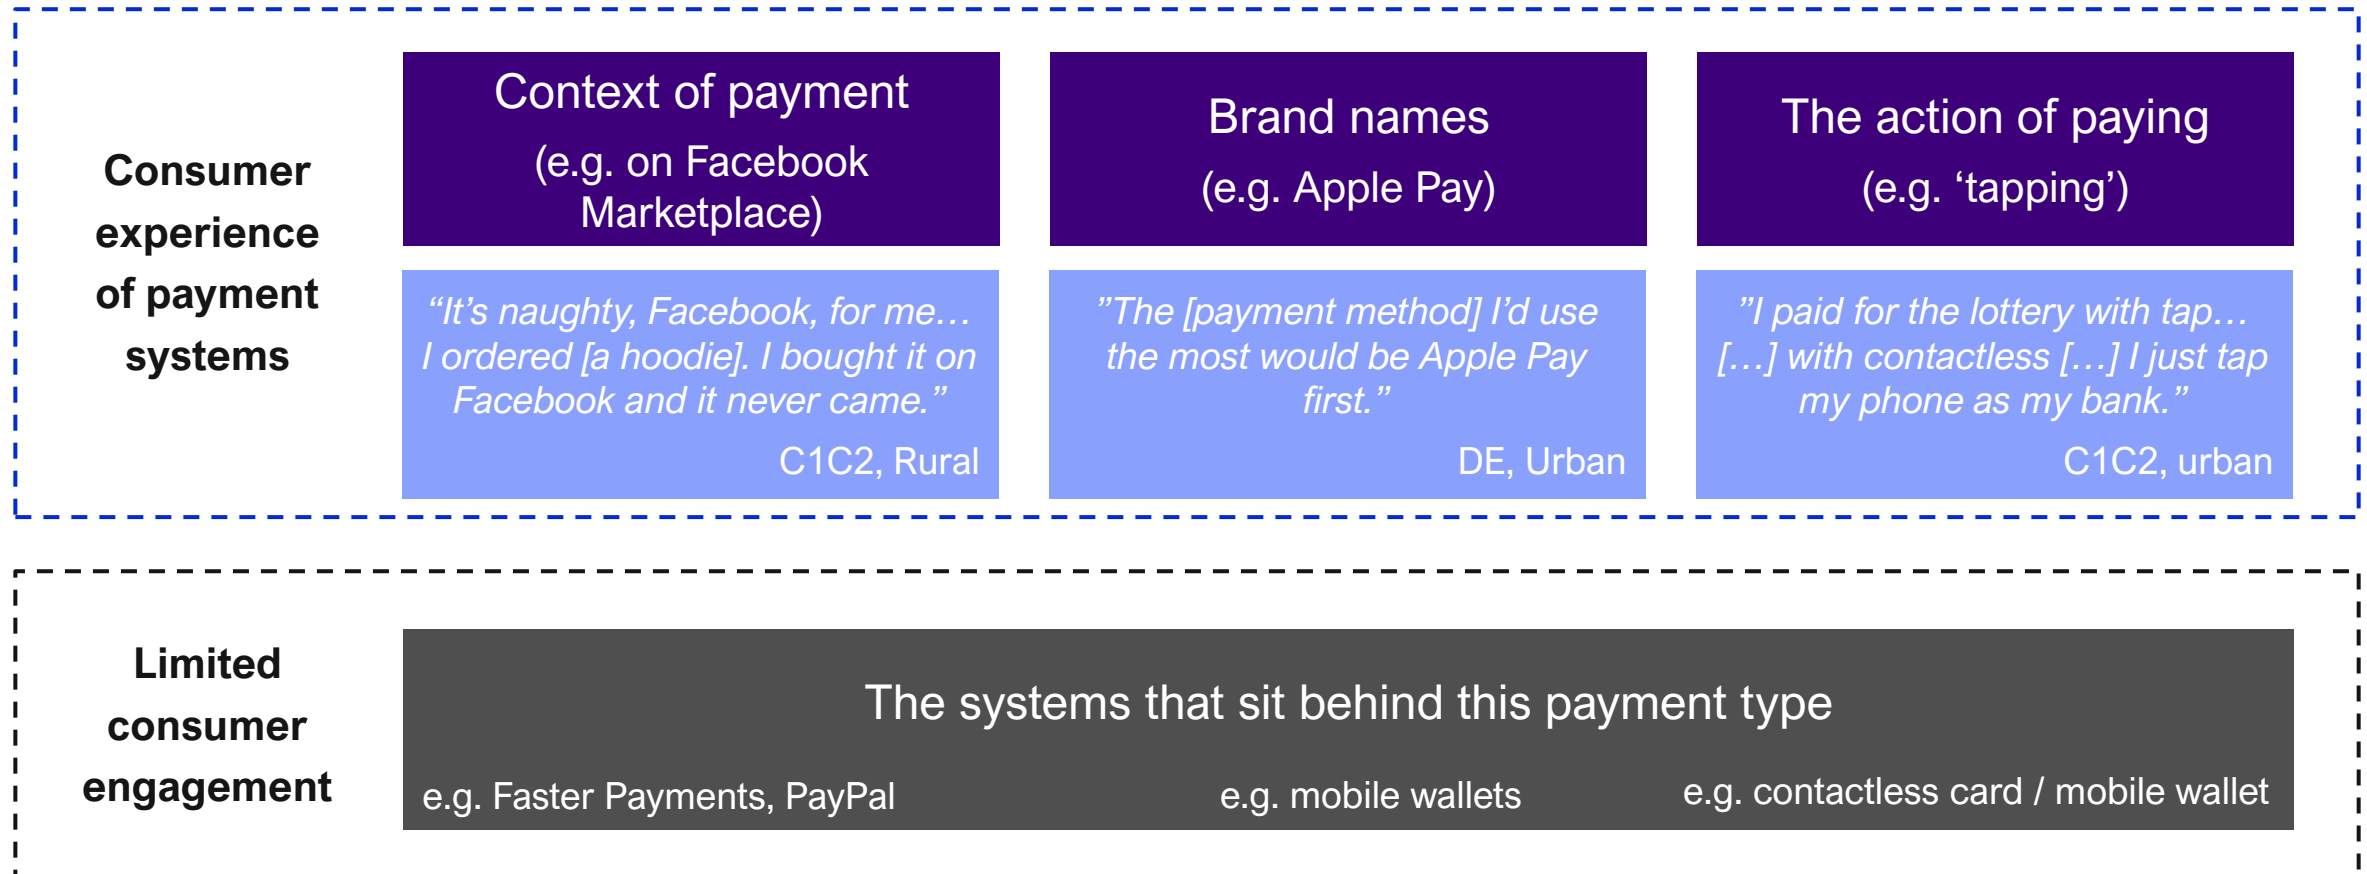 Consumer
experience
of payment
systems
Context of payment
(e.g. on Facebook
Marketplace)
“It’s naughty, Facebook, for me…
I ordered [a hoodie]. I bought it on
Facebook and it never came.”
C1C2, Rural
Brand names
(e.g. Apple Pay)
”The [payment method] I’d use
the most would be Apple Pay
first.”
DE, Urban
The action of paying
(e.g. ‘tapping’)
”I paid for the lottery with tap…
[…] with contactless […] I just tap
my phone as my bank.”
C1C2, urban
Limited
consumer
engagement
The systems that sit behind this payment type
e.g. Faster Payments, PayPal
e.g. mobile wallets
e.g. contactless card / mobile wallet